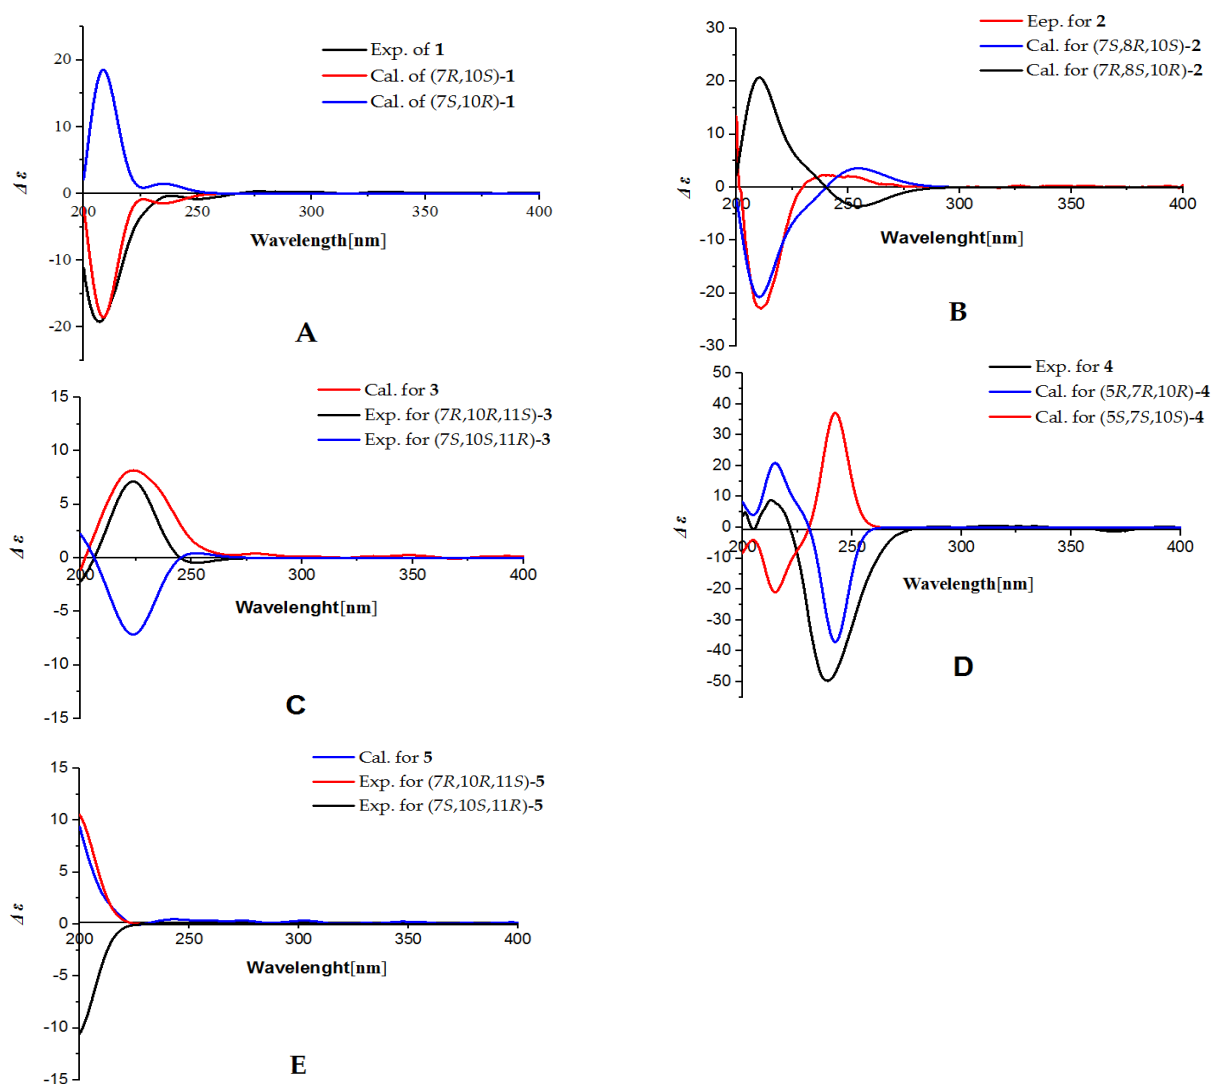 Exp. of 1
Cal. of (7R,10S)-1
Cal. of (7S,10R)-1
20
10
0
-10
-20
Δ ε
200
250
300
350
400
Wavelength[nm]
A
Eep. for 2
Cal. for (7S,8R,10S)-2
Cal. for (7R,8S,10R)-2
30
20
10
0
-10
-20
-30
Δ ε
200
250
300
350
400
Wavelenght[nm]
B
Cal. for 3
Exp. for (7R,10R,11S)-3
Exp. for (7S,10S,11R)-3
15
10
5
0
-5
-10
-15
Δ ε
200
250
300
350
400
Wavelenght[nm]
C
Exp. for 4
Cal. for (5R,7R,10R)-4
Cal. for (5S,7S,10S)-4
50
40
30
20
10
0
-10
-20
-30
-40
-50
Δ ε
200
250
300
350
400
Wavelength[nm]
D
Cal. for 5
Exp. for (7R,10R,11S)-5
Exp. for (7S,10S,11R)-5
15
10
5
0
-5
-10
-15
Δ ε
200
250
300
350
400
Wavelenght[nm]
E